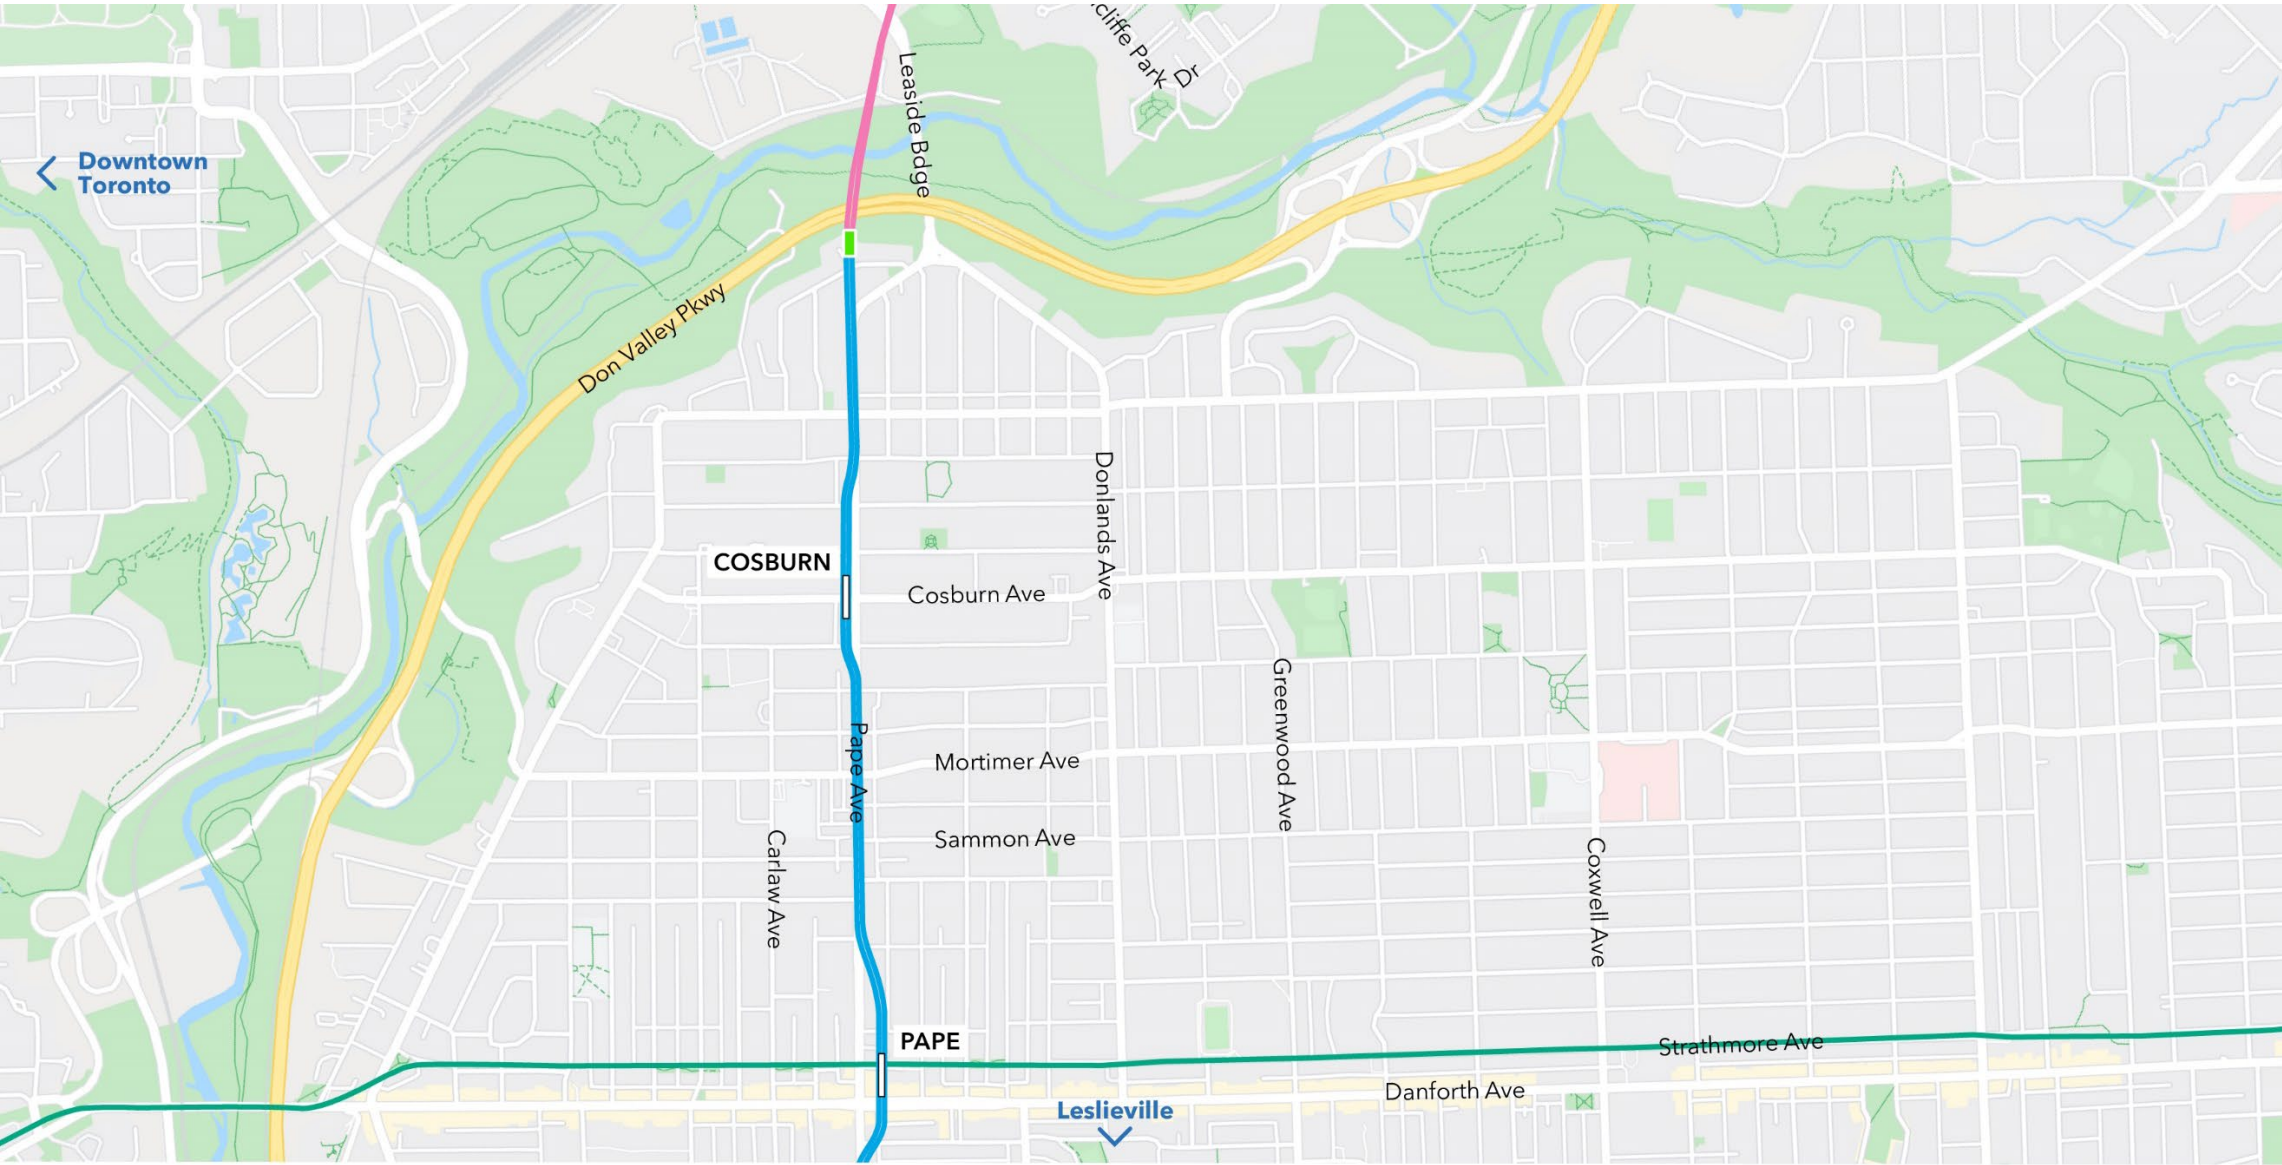 cliffe Park Dr
Leaside Bdge
Downtown
Toronto
Don Valley Pkwy
Donlands Ave
COSBURN
Cosburn Ave
Greenwood Ave
Pape Ave
Mortimer Ave
Sammon Ave
Carlaw Ave
Coxwell Ave
PAPE
Strathmore Ave
Danforth Ave
Leslieville